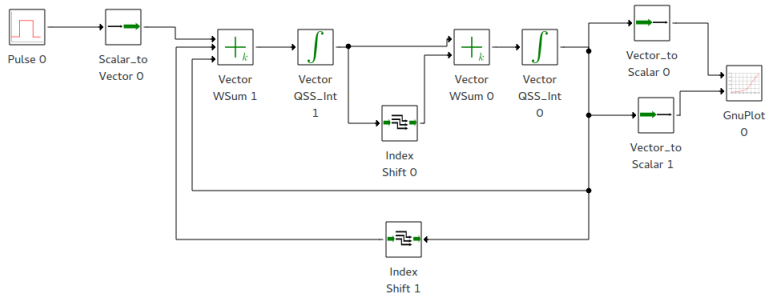 Pulse 0
Scalar_to
Vector 0
Vector
WSum 1
k
Vector
QSS_Int
1
Index
Shift 0
Vector
WSum 0
k
Vector
QSS_Int
0
Vector_to
Scalar 0
Vector_to
Scalar 1
GnuPlot
0
Index
Shift 1